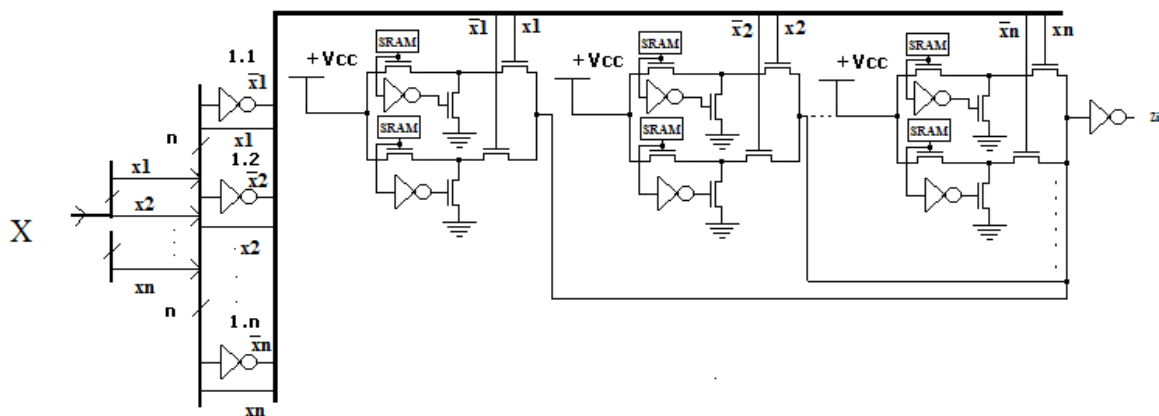 x̅1 x1 x̅2 x2 x̅n xn
SRAM SRAM SRAM
+Vcc +Vcc +Vcc
1.1
x̅1
n
x1
SRAM SRAM SRAM
1.2
x̅2
x1
x2
x2
X
xn
n
1.n
x̅n
xn